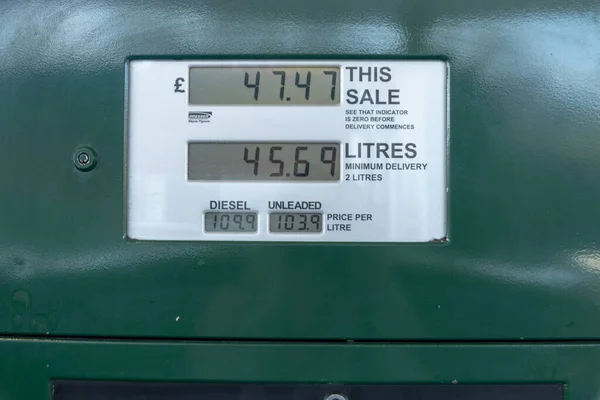 £ 47.47 THIS SALE
SEE THAT INDICATOR
IS ZERO BEFORE
DELIVERY COMMENCES
45.69 LITRES
MINIMUM DELIVERY
2 LITRES
DIESEL UNLEADED
109.9 103.9 PRICE PER
LITRE